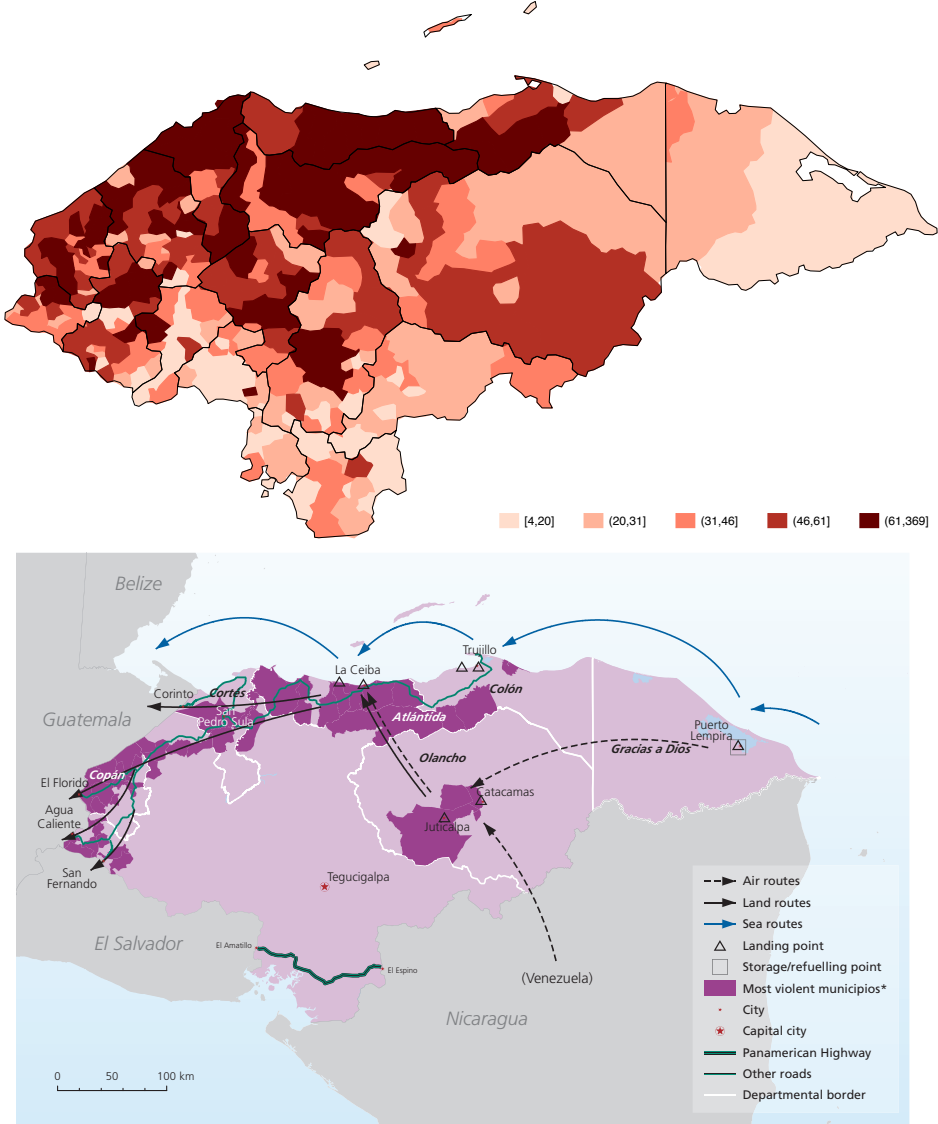 [4,20]
(20,31]
(31,46]
(46,61]
(61,369]
Belize
Trujillo
La Ceiba
Corinto
Cortés
Colón
San
Pedro Sula
Atlántida
Guatemala
Puerto
Lempira
Olancho
Gracias a Dios
Copán
El Florido
Catacamas
Agua
Caliente
Juticalpa
San
Fernando
Tegucigalpa
El Salvador
El Amatillo
El Espino
(Venezuela)
Nicaragua
Air routes
Land routes
Sea routes
Landing point
Storage/refuelling point
Most violent municipios*
City
Capital city
Panamerican Highway
Other roads
Departmental border
0 50 100 km